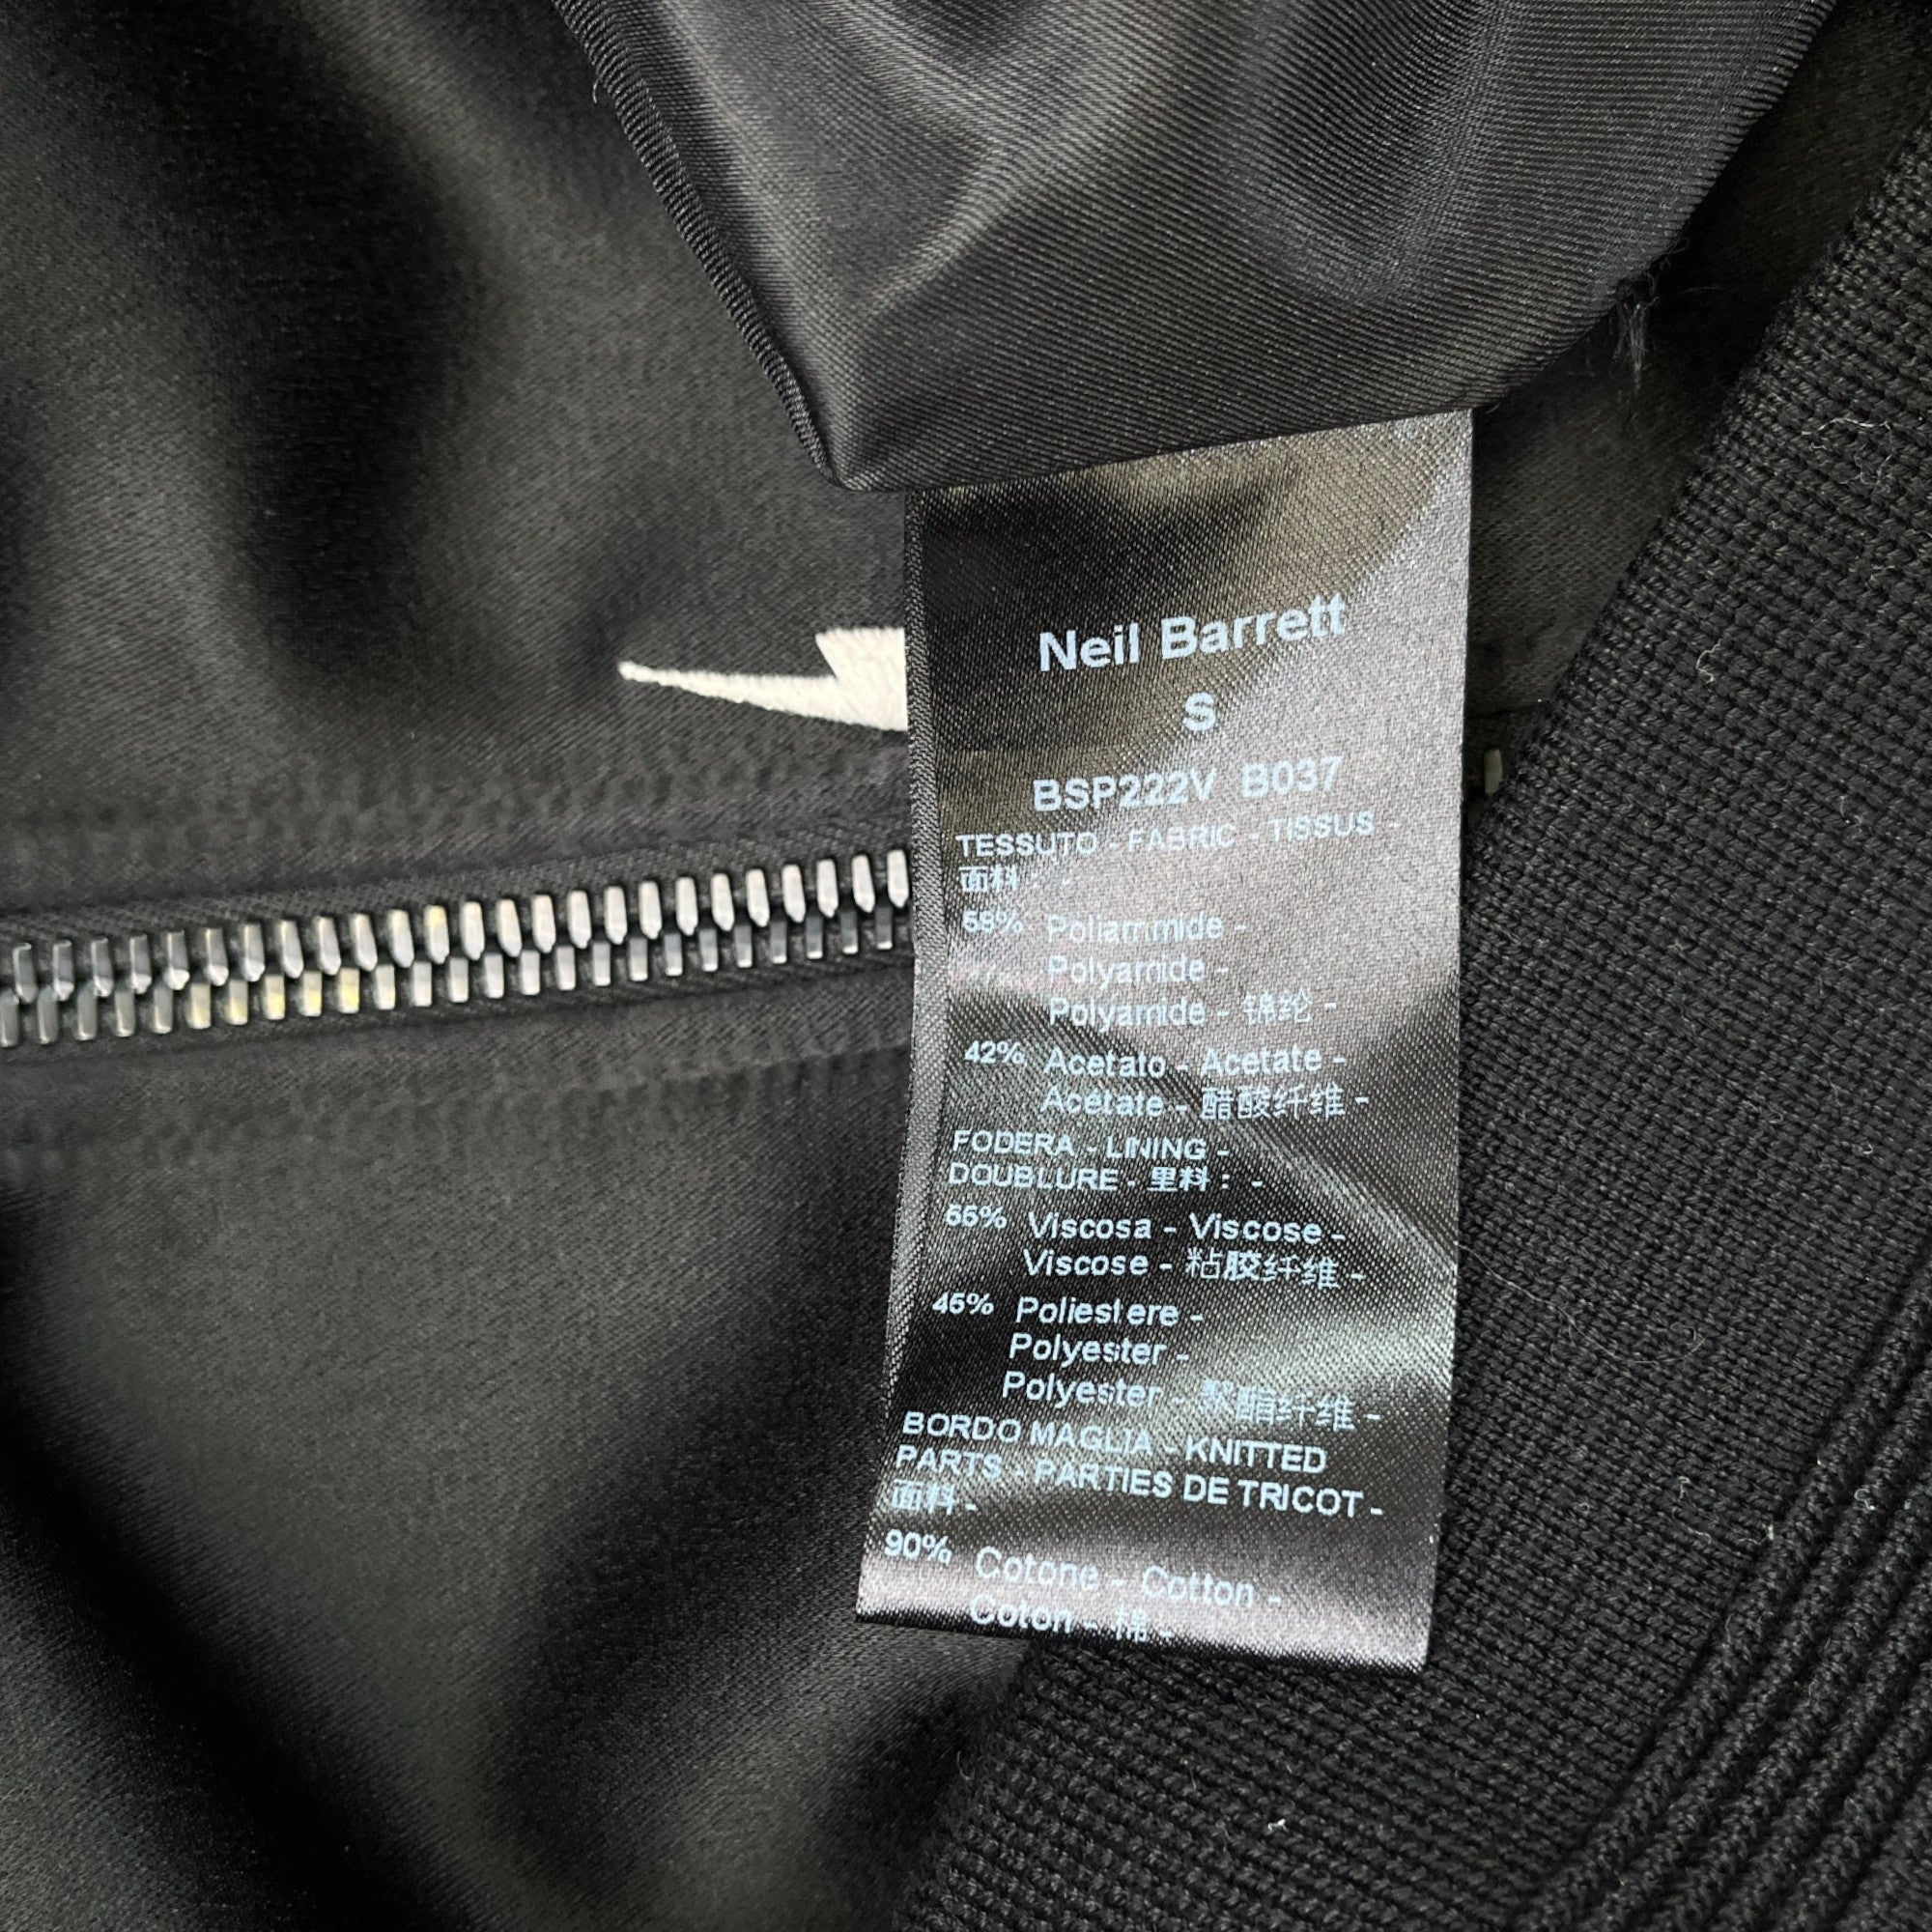 Neil Barrett
S
BSP222V B037
TESSUTO - FABRIC - TISSUS -
面料： -
58% Poliammide -
Polyamide -
Polyamide - 锦纶 -
42% Acetato - Acetate -
Acetate - 醋酸纤维 -
FODERA - LINING -
DOUBLURE - 里料： -
55% Viscosa - Viscose -
Viscose - 粘胶纤维 -
45% Poliestere -
Polyester -
Polyester - 聚酯纤维 -
BORDO MAGLIA - KNITTED
PARTS - PARTIES DE TRICOT -
面料 -
90% Cotone - Cotton -
Coton - 棉 -